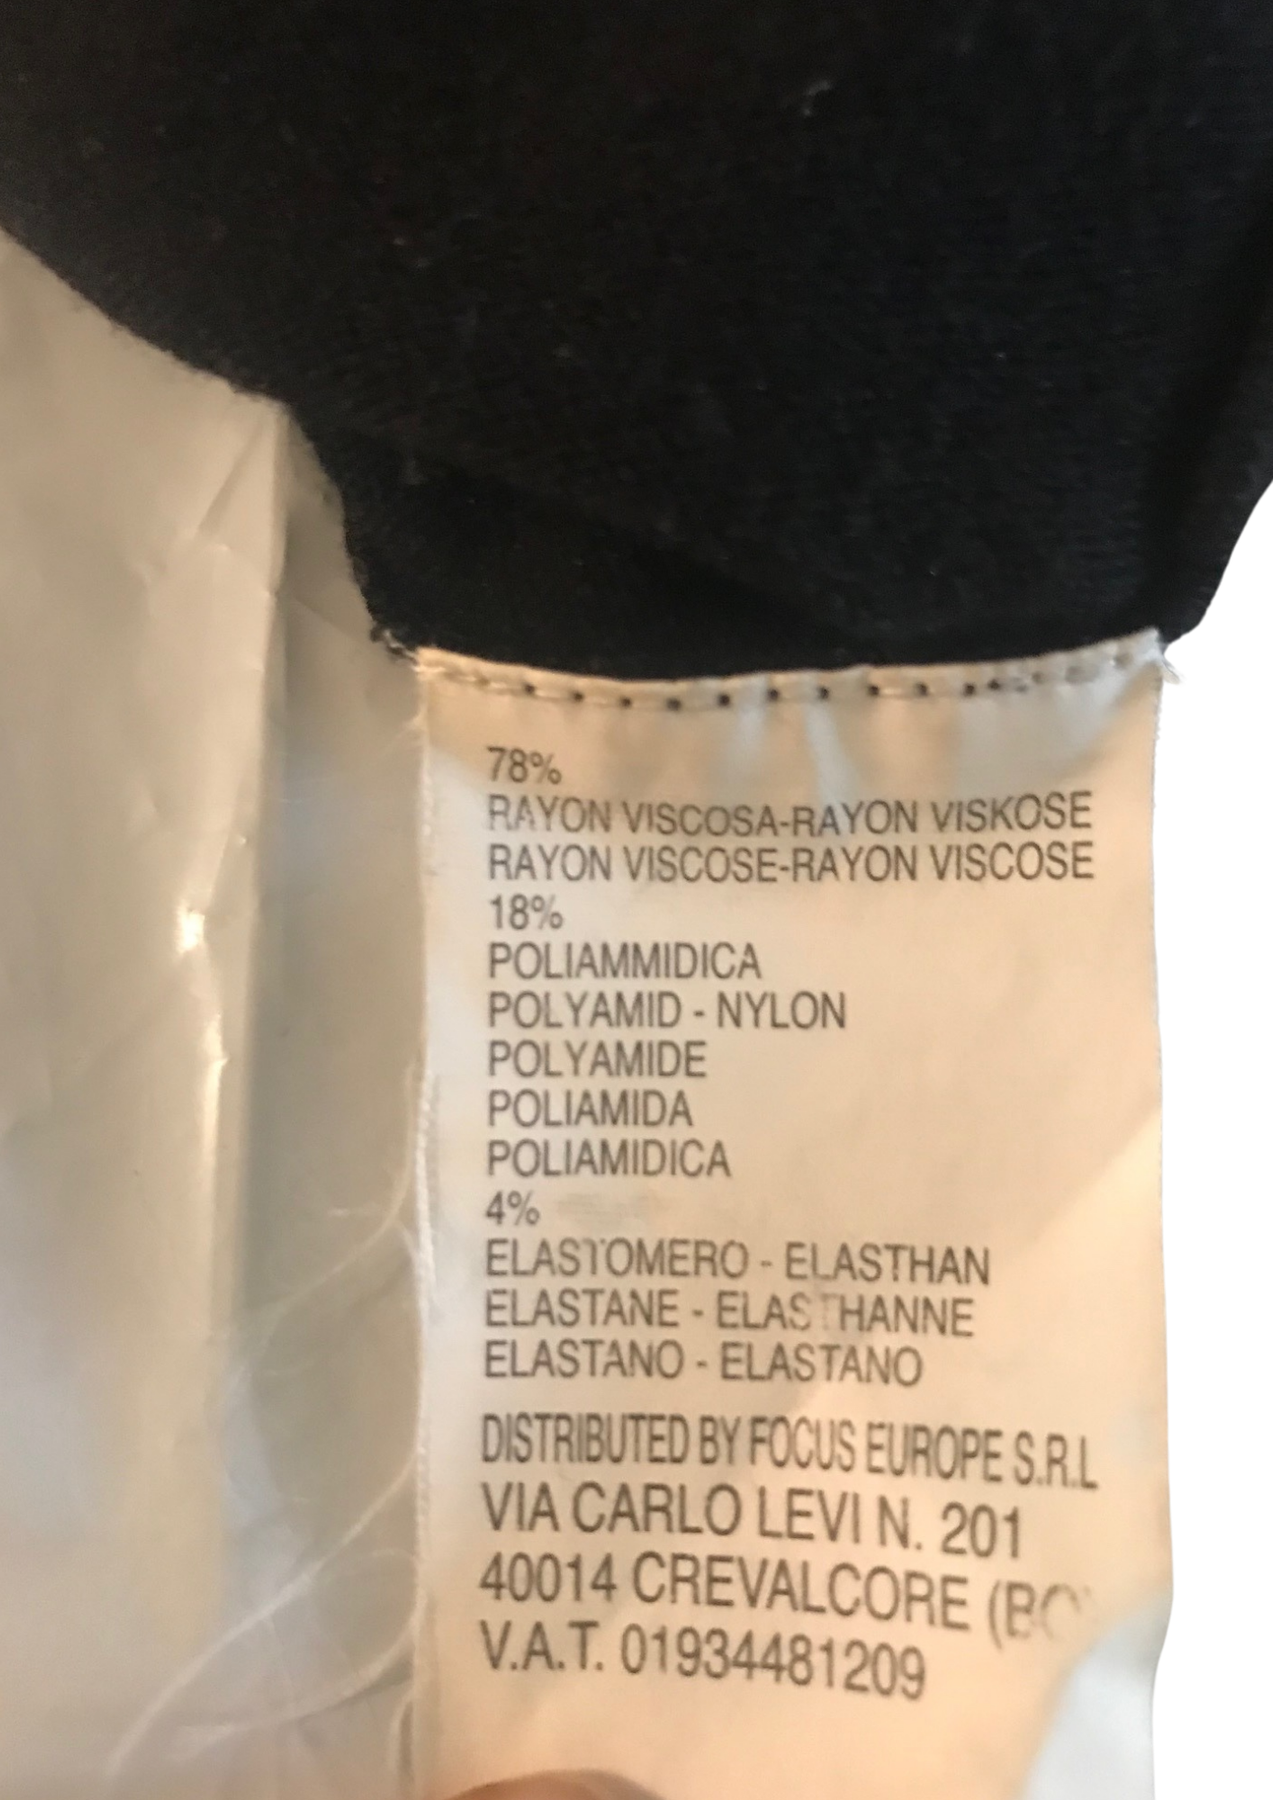 78%
RAYON VISCOSA-RAYON VISKOSE
RAYON VISCOSE-RAYON VISCOSE
18%
POLIAMMIDICA
POLYAMID - NYLON
POLYAMIDE
POLIAMIDA
POLIAMIDICA
4%
ELASTOMERO - ELASTHAN
ELASTANE - ELASTHANNE
ELASTANO - ELASTANO
DISTRIBUTED BY FOCUS EUROPE S.R.L
VIA CARLO LEVI N. 201
40014 CREVALCORE (BO)
V.A.T. 01934481209